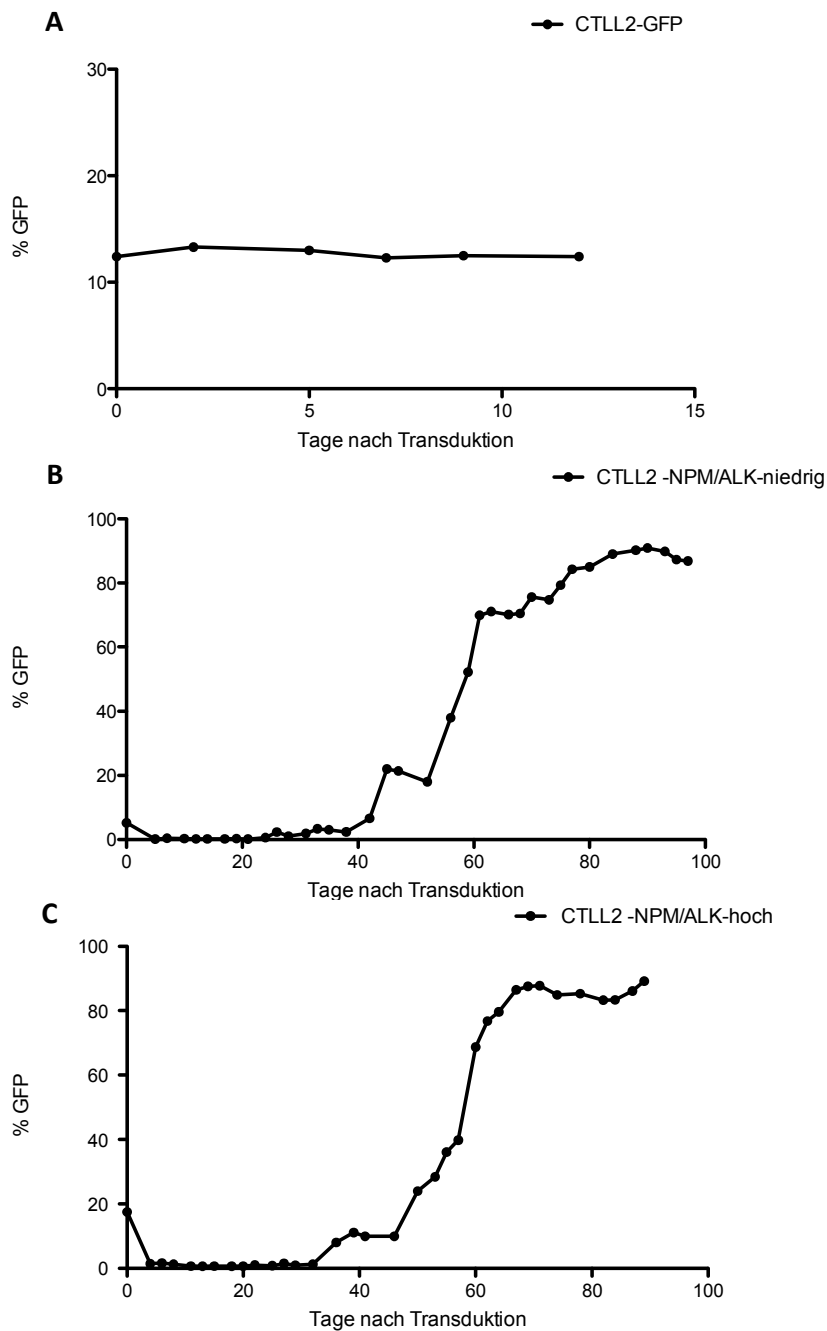 A
CTLL2-GFP
30
20
10
0
% GFP
0 5 10 15
Tage nach Transduktion
B
CTLL2 -NPM/ALK-niedrig
100
80
60
40
20
0
% GFP
0 20 40 60 80 100
Tage nach Transduktion
C
CTLL2 -NPM/ALK-hoch
100
80
60
40
20
0
% GFP
0 20 40 60 80 100
Tage nach Transduktion